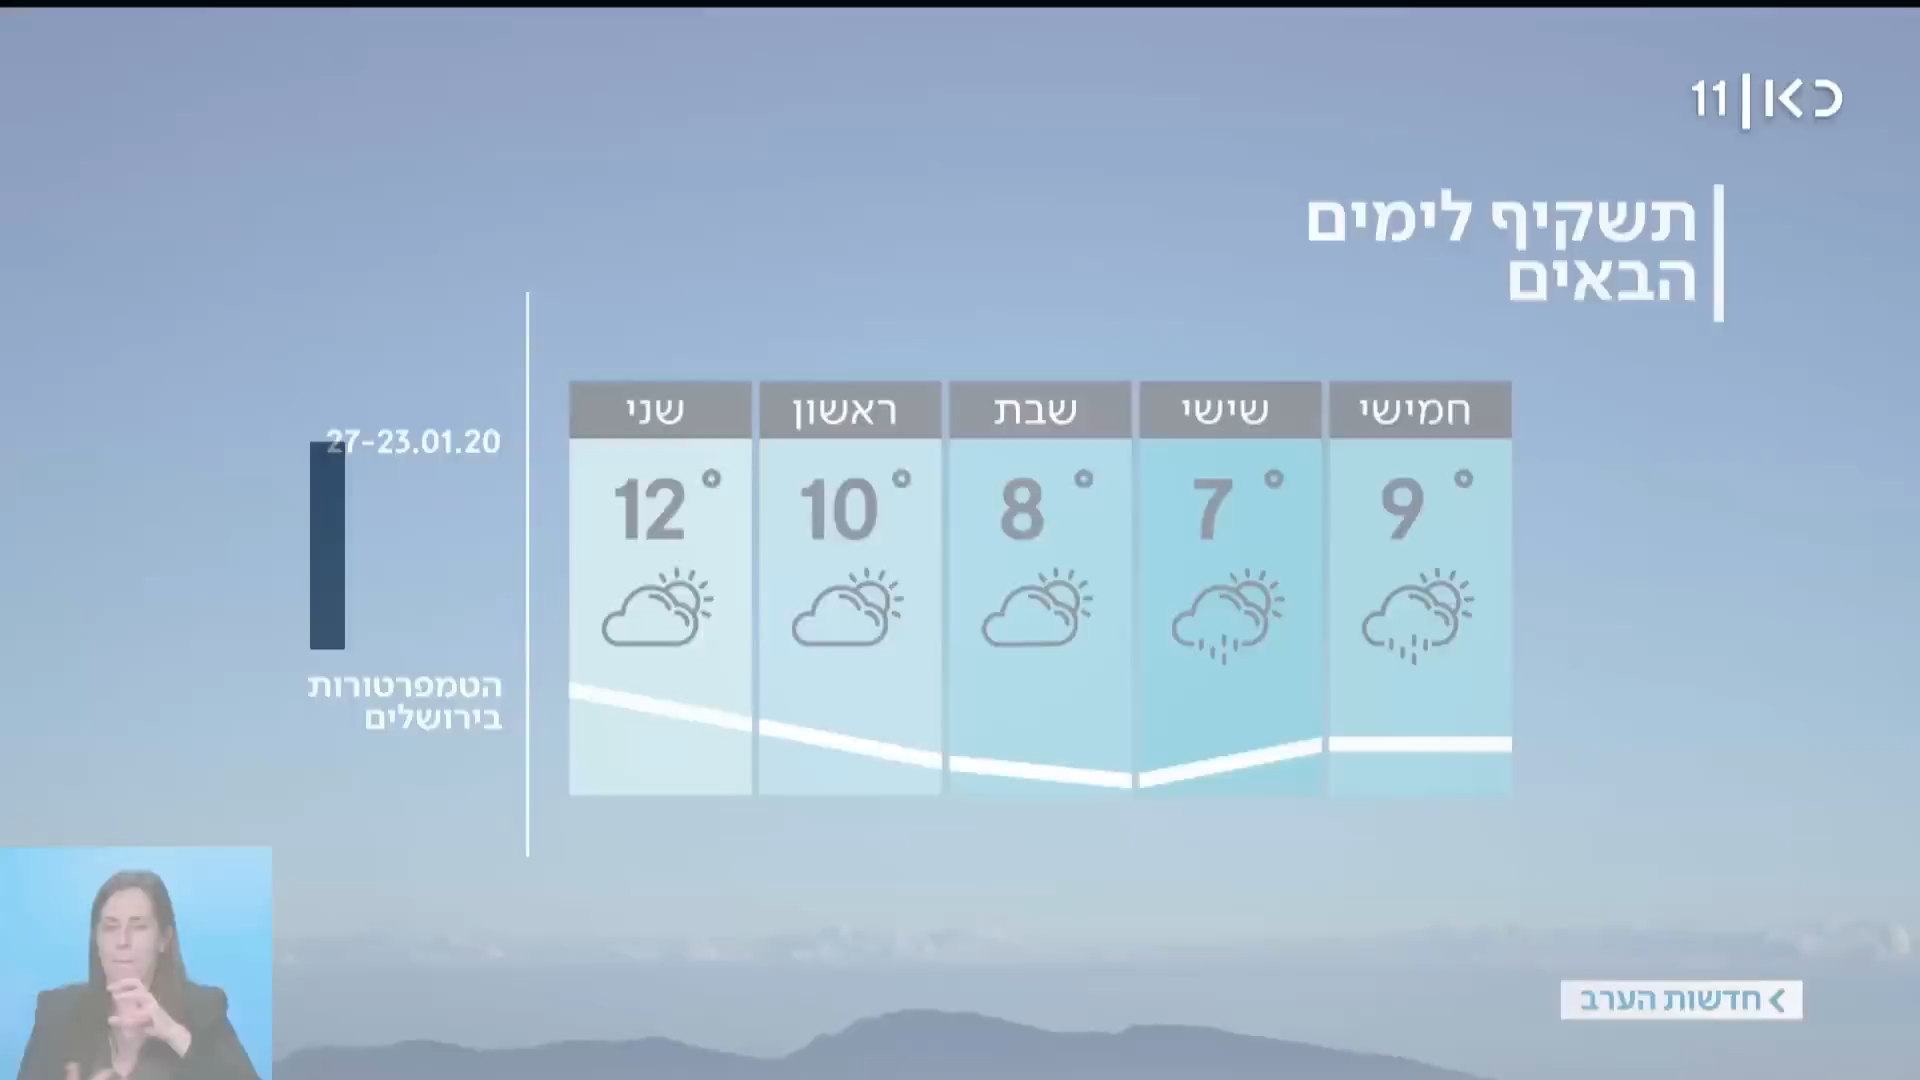 כאן 11
תשקיף לימים
הבאים
חמישי
שישי
שבת
ראשון
שני
9°
7°
8°
10°
12°
27-23.01.20
הטמפרטורות
בירושלים
חדשות הערב